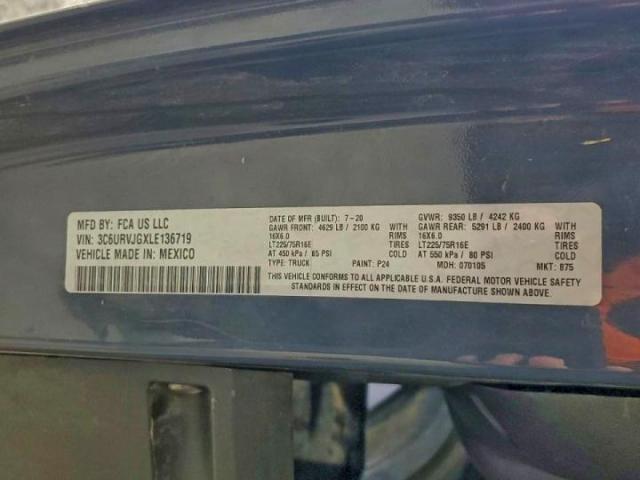 MFD BY: FCA US LLC
VIN: 3C6URVJGXLE136719
VEHICLE MADE IN: MEXICO
DATE OF MFR (BUILT): 7-20 GVWR: 9350 LB / 4242 KG
GAWR FRONT: 4629 LB / 2100 KG WITH GAWR REAR: 5291 LB / 2400 KG WITH
16X6.0 RIMS 16X6.0 RIMS
LT225/75R16E TIRES LT225/75R16E TIRES
AT 450 kPa / 65 PSI COLD AT 550 kPa / 80 PSI COLD
TYPE: TRUCK PAINT: P24 MDH: 070105 MKT: 875
THIS VEHICLE CONFORMS TO ALL APPLICABLE U.S.A. FEDERAL MOTOR VEHICLE SAFETY
STANDARDS IN EFFECT ON THE DATE OF MANUFACTURE SHOWN ABOVE.